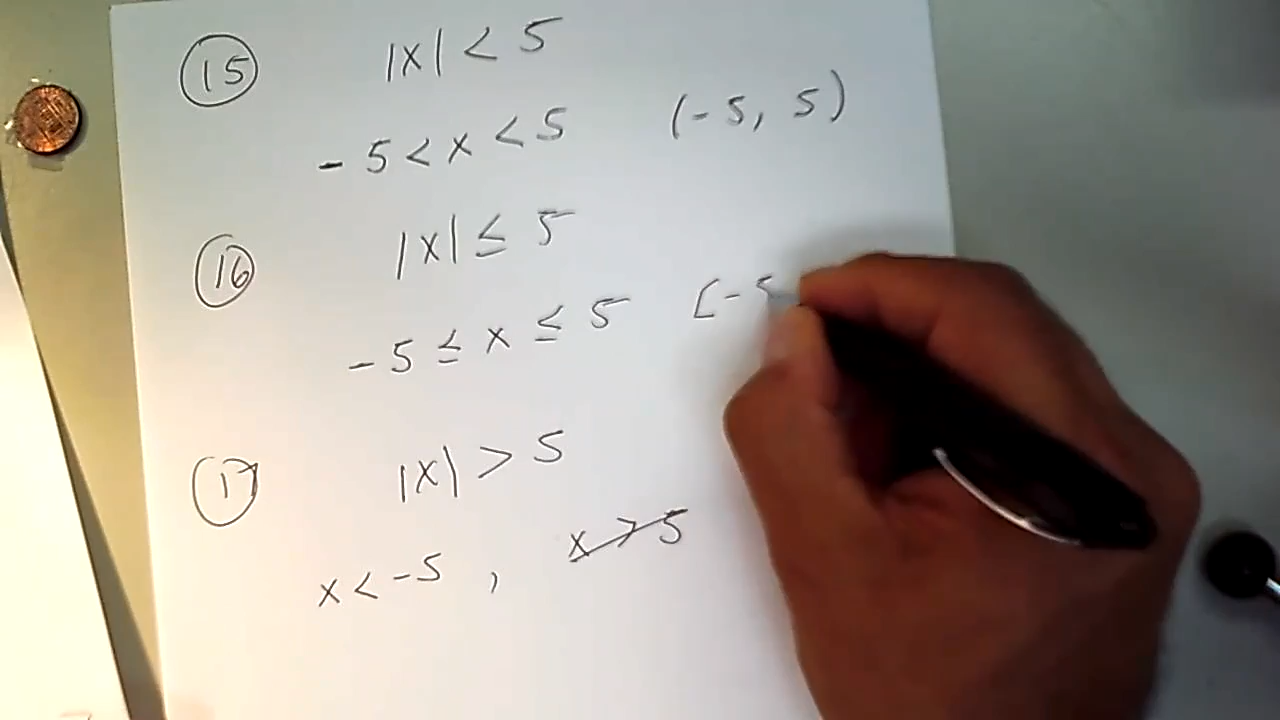 15 |x| < 5
- 5 < x < 5 (-5, 5)
16 |x| ≤ 5
- 5 ≤ x ≤ 5 [-5
17 |x| > 5
x < -5 , x > 5